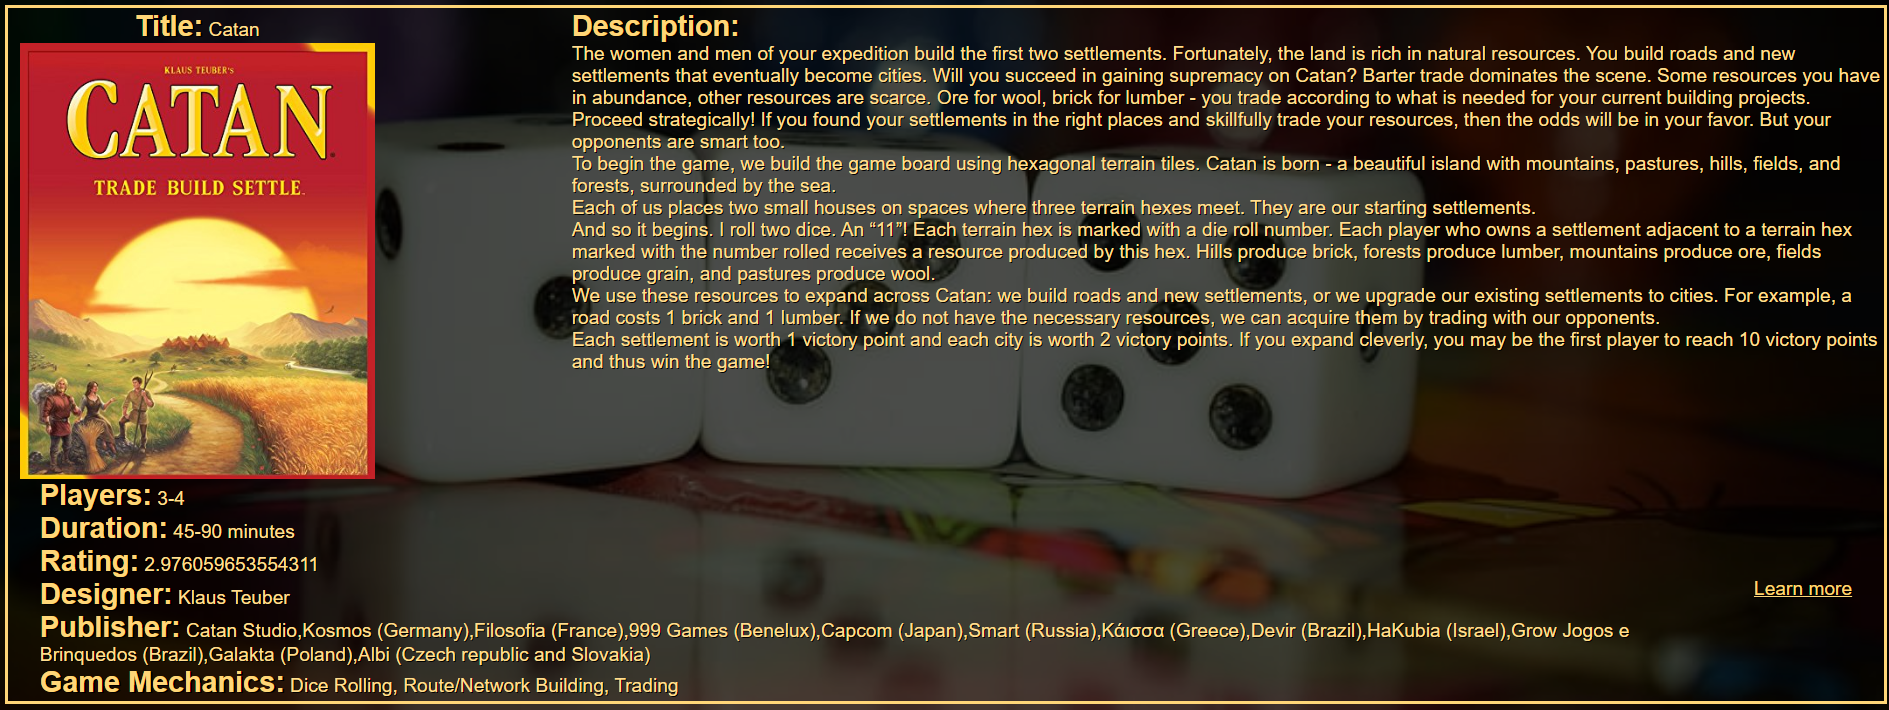 Title: Catan
KLAUS TEUBER'S
CATAN
TRADE BUILD SETTLE
Players: 3-4
Duration: 45-90 minutes
Rating: 2.976059653554311
Designer: Klaus Teuber
Publisher: Catan Studio,Kosmos (Germany),Filosofia (France),999 Games (Benelux),Capcom (Japan),Smart (Russia),Κάισσα (Greece),Devir (Brazil),HaKubia (Israel),Grow Jogos e
Brinquedos (Brazil),Galakta (Poland),Albi (Czech republic and Slovakia)
Game Mechanics: Dice Rolling, Route/Network Building, Trading
Description:
The women and men of your expedition build the first two settlements. Fortunately, the land is rich in natural resources. You build roads and new
settlements that eventually become cities. Will you succeed in gaining supremacy on Catan? Barter trade dominates the scene. Some resources you have
in abundance, other resources are scarce. Ore for wool, brick for lumber - you trade according to what is needed for your current building projects.
Proceed strategically! If you found your settlements in the right places and skillfully trade your resources, then the odds will be in your favor. But your
opponents are smart too.
To begin the game, we build the game board using hexagonal terrain tiles. Catan is born - a beautiful island with mountains, pastures, hills, fields, and
forests, surrounded by the sea.
Each of us places two small houses on spaces where three terrain hexes meet. They are our starting settlements.
And so it begins. I roll two dice. An “11”! Each terrain hex is marked with a die roll number. Each player who owns a settlement adjacent to a terrain hex
marked with the number rolled receives a resource produced by this hex. Hills produce brick, forests produce lumber, mountains produce ore, fields
produce grain, and pastures produce wool.
We use these resources to expand across Catan: we build roads and new settlements, or we upgrade our existing settlements to cities. For example, a
road costs 1 brick and 1 lumber. If we do not have the necessary resources, we can acquire them by trading with our opponents.
Each settlement is worth 1 victory point and each city is worth 2 victory points. If you expand cleverly, you may be the first player to reach 10 victory points
and thus win the game!
Learn more